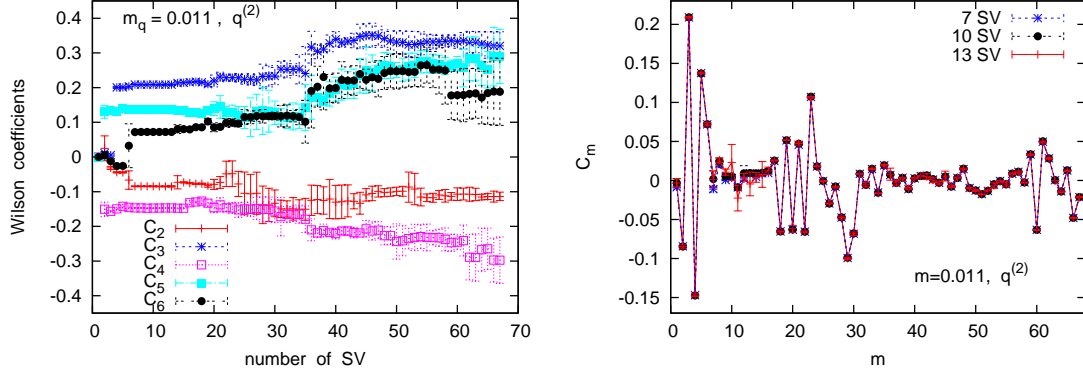 m_q = 0.011 , q^(2)
Wilson coefficients
0.4
0.3
0.2
0.1
0
-0.1
-0.2
-0.3
-0.4
C_2
C_3
C_4
C_5
C_6
0 10 20 30 40 50 60 70
number of SV
7 SV
10 SV
13 SV
C_m
0.2
0.15
0.1
0.05
0
-0.05
-0.1
-0.15
m=0.011, q^(2)
0 10 20 30 40 50 60
m